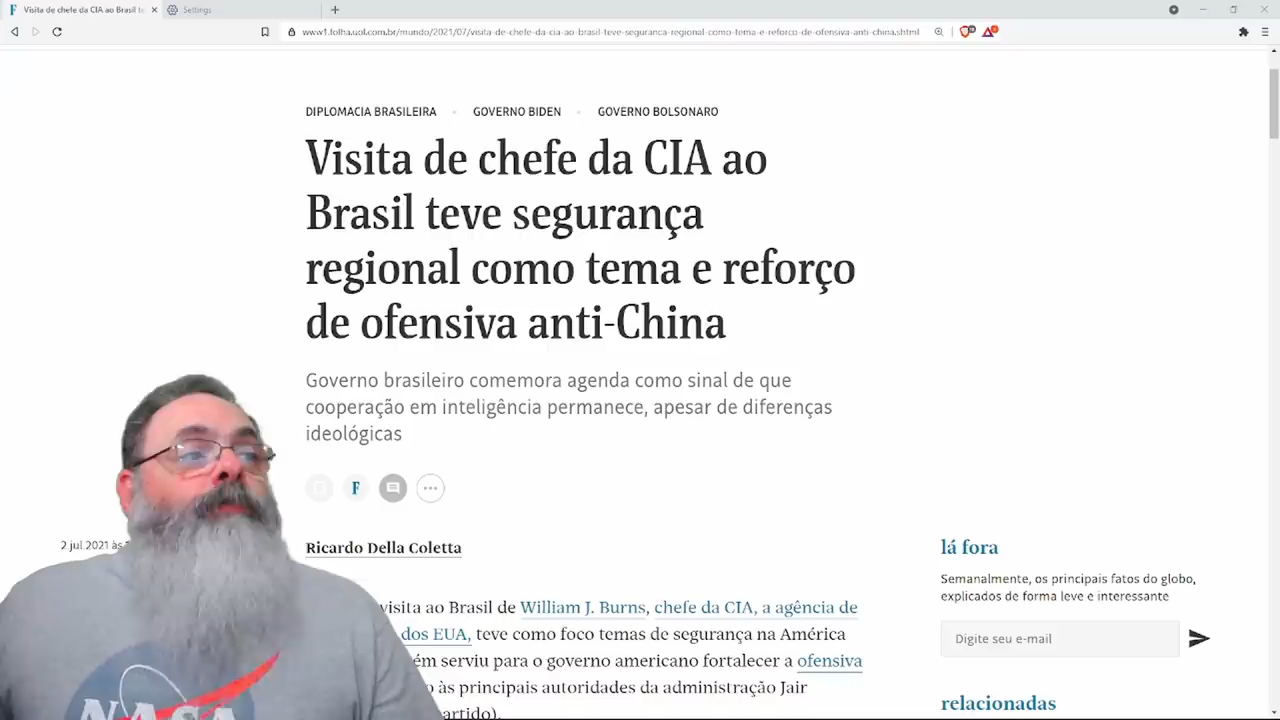 Visita de chefe da CIA ao Brasil te
Settings
www1.folha.uol.com.br/mundo/2021/07/visita-de-chefe-da-cia-ao-brasil-teve-seguranca-regional-como-tema-e-reforco-de-ofensiva-anti-china.shtml
DIPLOMACIA BRASILEIRA • GOVERNO BIDEN • GOVERNO BOLSONARO
Visita de chefe da CIA ao
Brasil teve segurança
regional como tema e reforço
de ofensiva anti-China
Governo brasileiro comemora agenda como sinal de que
cooperação em inteligência permanece, apesar de diferenças
ideológicas
F
2.jul.2021 às
Ricardo Della Coletta
visita ao Brasil de William J. Burns, chefe da CIA, a agência de
dos EUA, teve como foco temas de segurança na América
ém serviu para o governo americano fortalecer a ofensiva
às principais autoridades da administração Jair
artido).
lá fora
Semanalmente, os principais fatos do globo,
explicados de forma leve e interessante
Digite seu e-mail
relacionadas
NASA